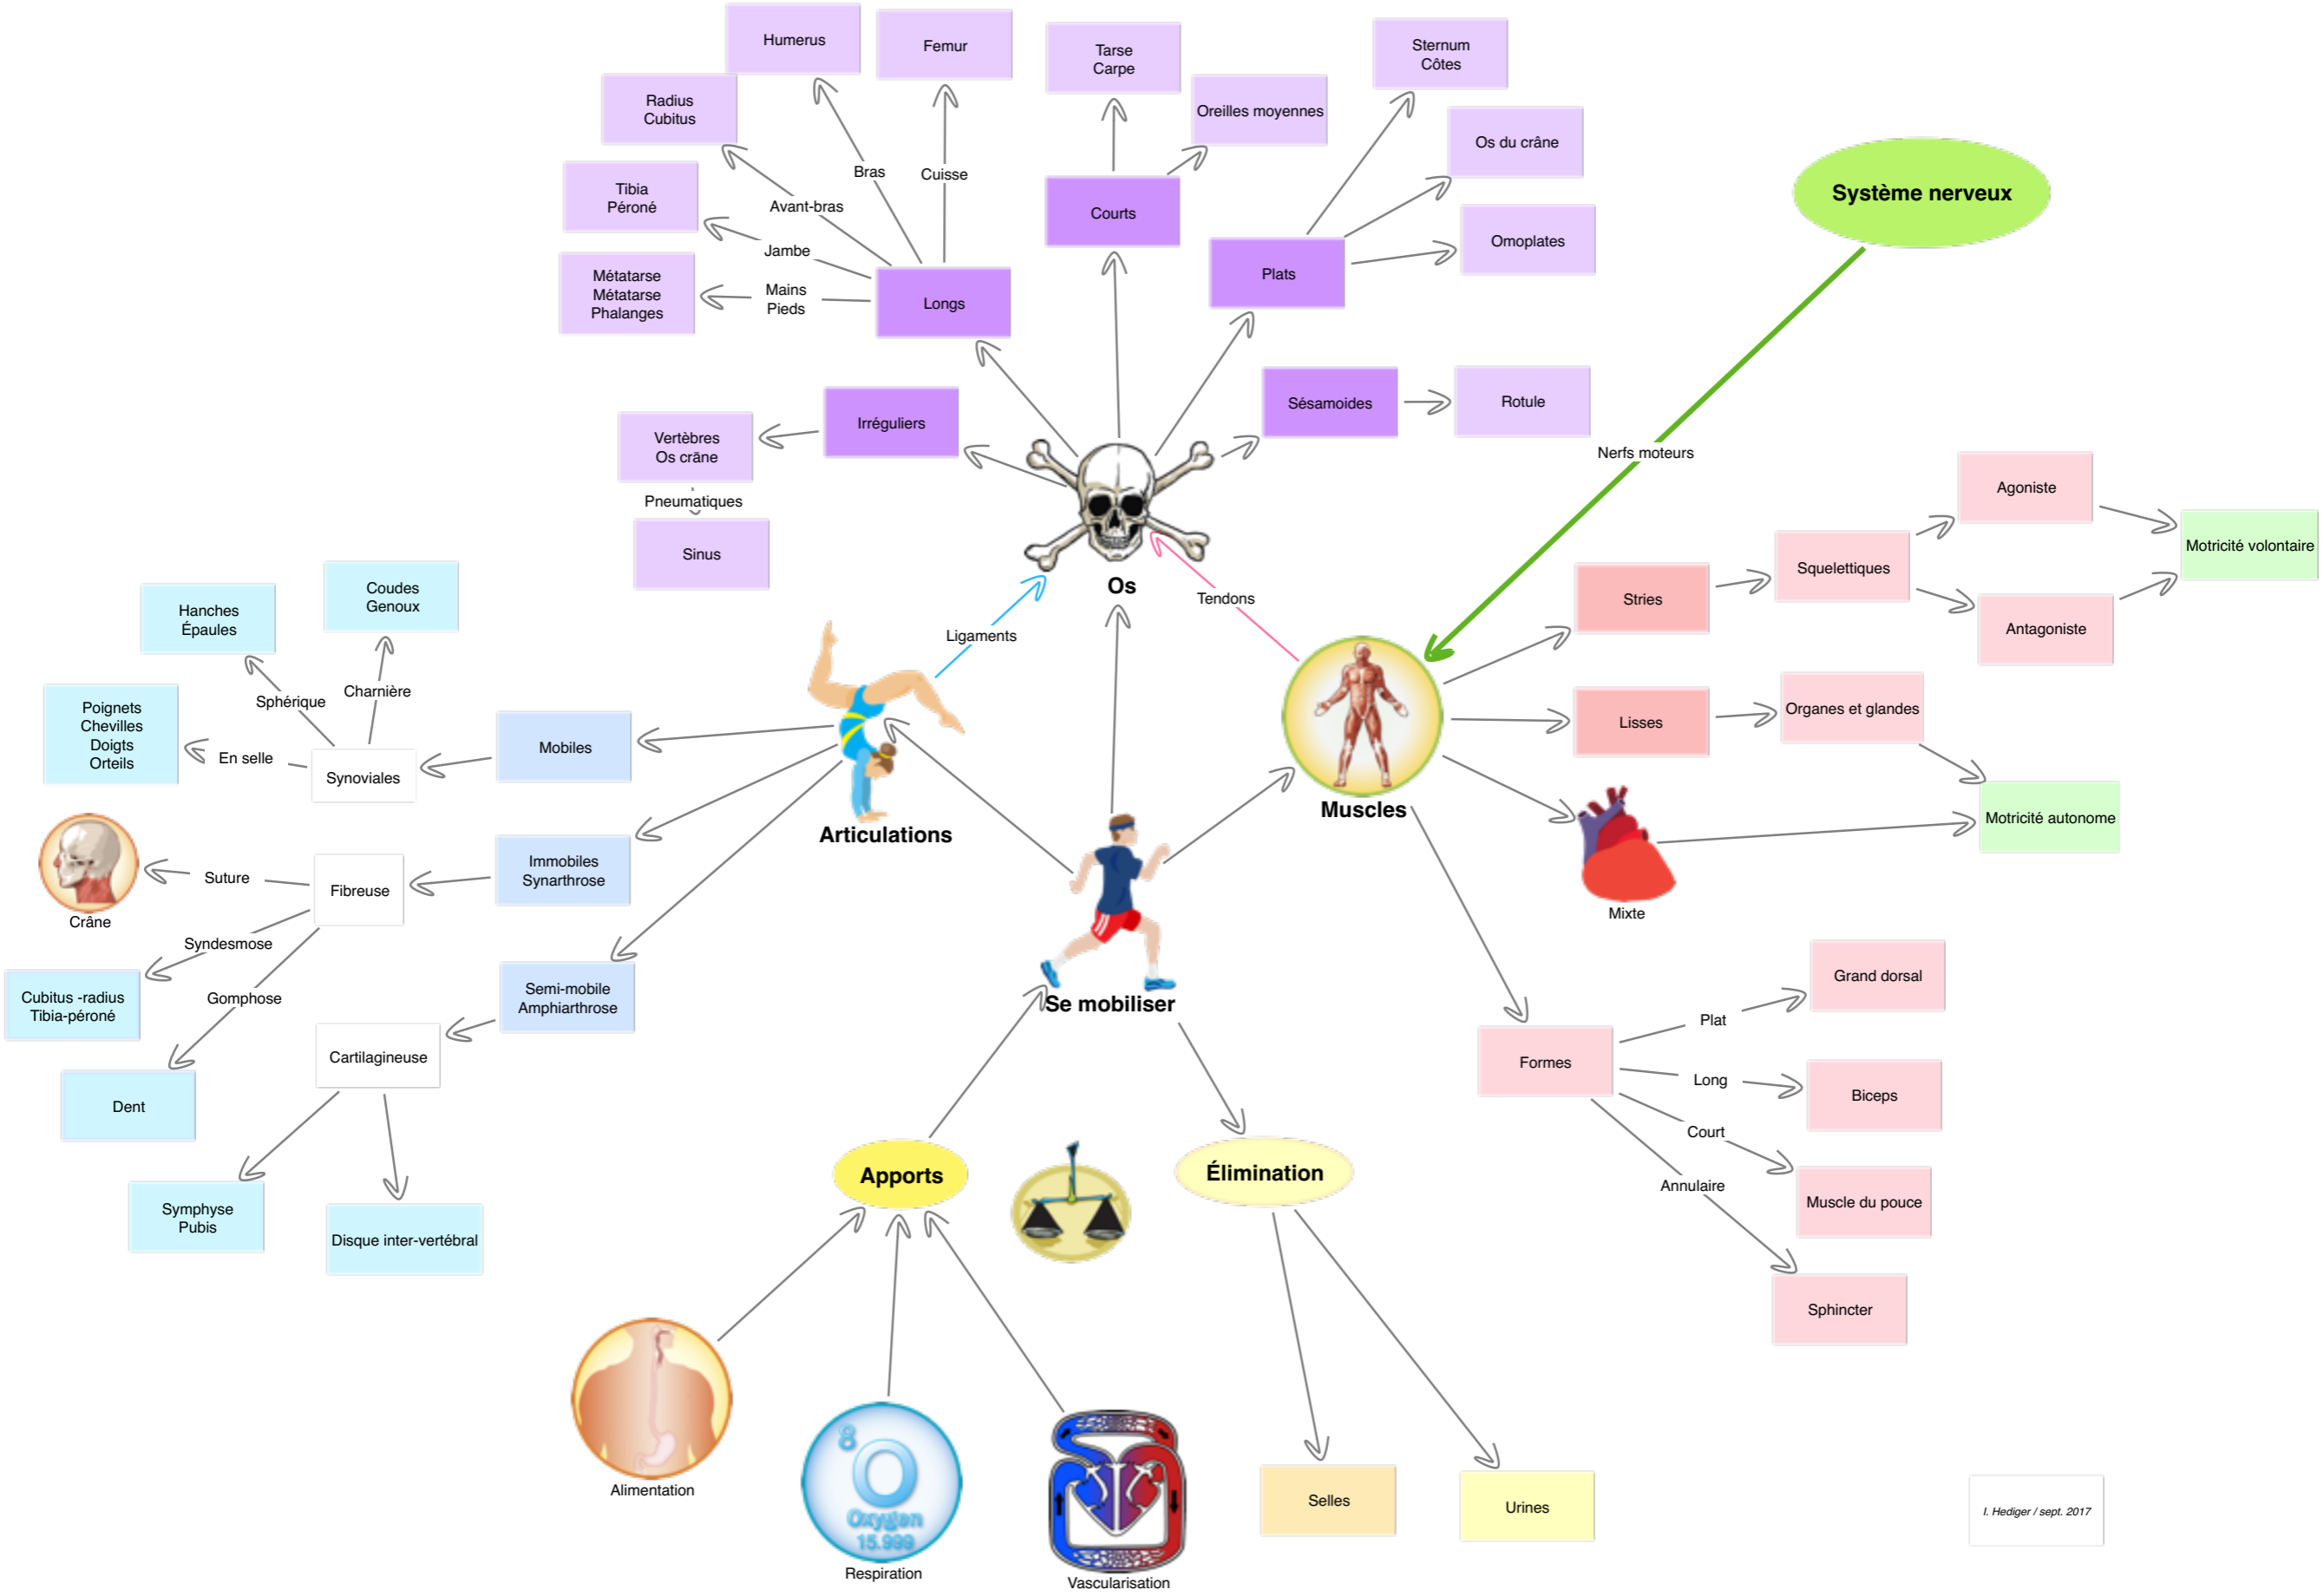 Humerus
Femur
Tarse
Carpe
Sternum
Côtes
Radius
Cubitus
Oreilles moyennes
Os du crâne
Système nerveux
Bras
Cuisse
Tibia
Péroné
Avant-bras
Courts
Omoplates
Jambe
Plats
Métatarse
Métatarse
Phalanges
Mains
Pieds
Longs
Irréguliers
Sésamoides
Rotule
Vertèbres
Os crâne
Nerfs moteurs
Pneumatiques
Sinus
Agoniste
Motricité volontaire
Os
Squelettiques
Tendons
Stries
Antagoniste
Coudes
Genoux
Hanches
Épaules
Ligaments
Charnière
Sphérique
Poignets
Chevilles
Doigts
Orteils
En selle
Synoviales
Mobiles
Lisses
Organes et glandes
Articulations
Muscles
Motricité autonome
Immobiles
Synarthrose
Suture
Fibreuse
Crâne
Mixte
Syndesmose
Gomphose
Cubitus -radius
Tibia-péroné
Semi-mobile
Amphiarthrose
Se mobiliser
Grand dorsal
Plat
Cartilagineuse
Formes
Long
Biceps
Dent
Court
Muscle du pouce
Annulaire
Apports
Élimination
Symphyse
Pubis
Disque inter-vertébral
Sphincter
8
O
Oxygen
15.999
Alimentation
Respiration
Vascularisation
Selles
Urines
I. Hediger / sept. 2017